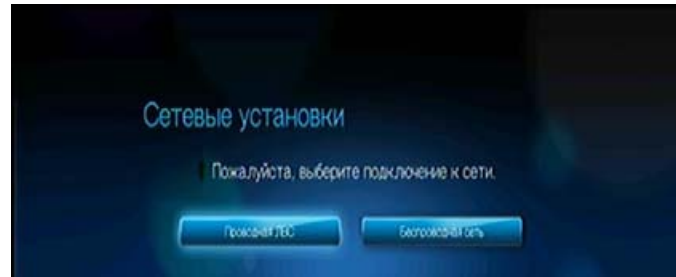 Сетевые установки
Пожалуйста, выберите подключение к сети.
Проводная ЛВС
Беспроводная сеть